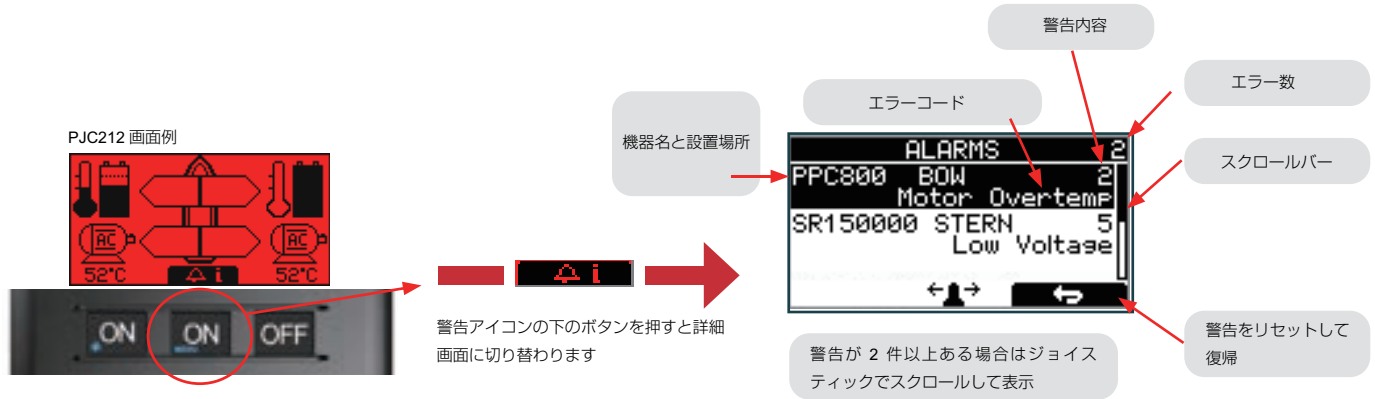 警告内容
エラー数
エラーコード
機器名と設置場所
スクロールバー
PJC212 画面例
AC
AC
52°C
i
52°C
ON
ON
OFF
i
警告アイコンの下のボタンを押すと詳細
画面に切り替わります
ALARMS 2
PPC800 BOW 2
Motor Overtemp
SR150000 STERN 5
Low Voltage
警告が 2 件以上ある場合はジョイス
ティックでスクロールして表示
警告をリセットして
復帰